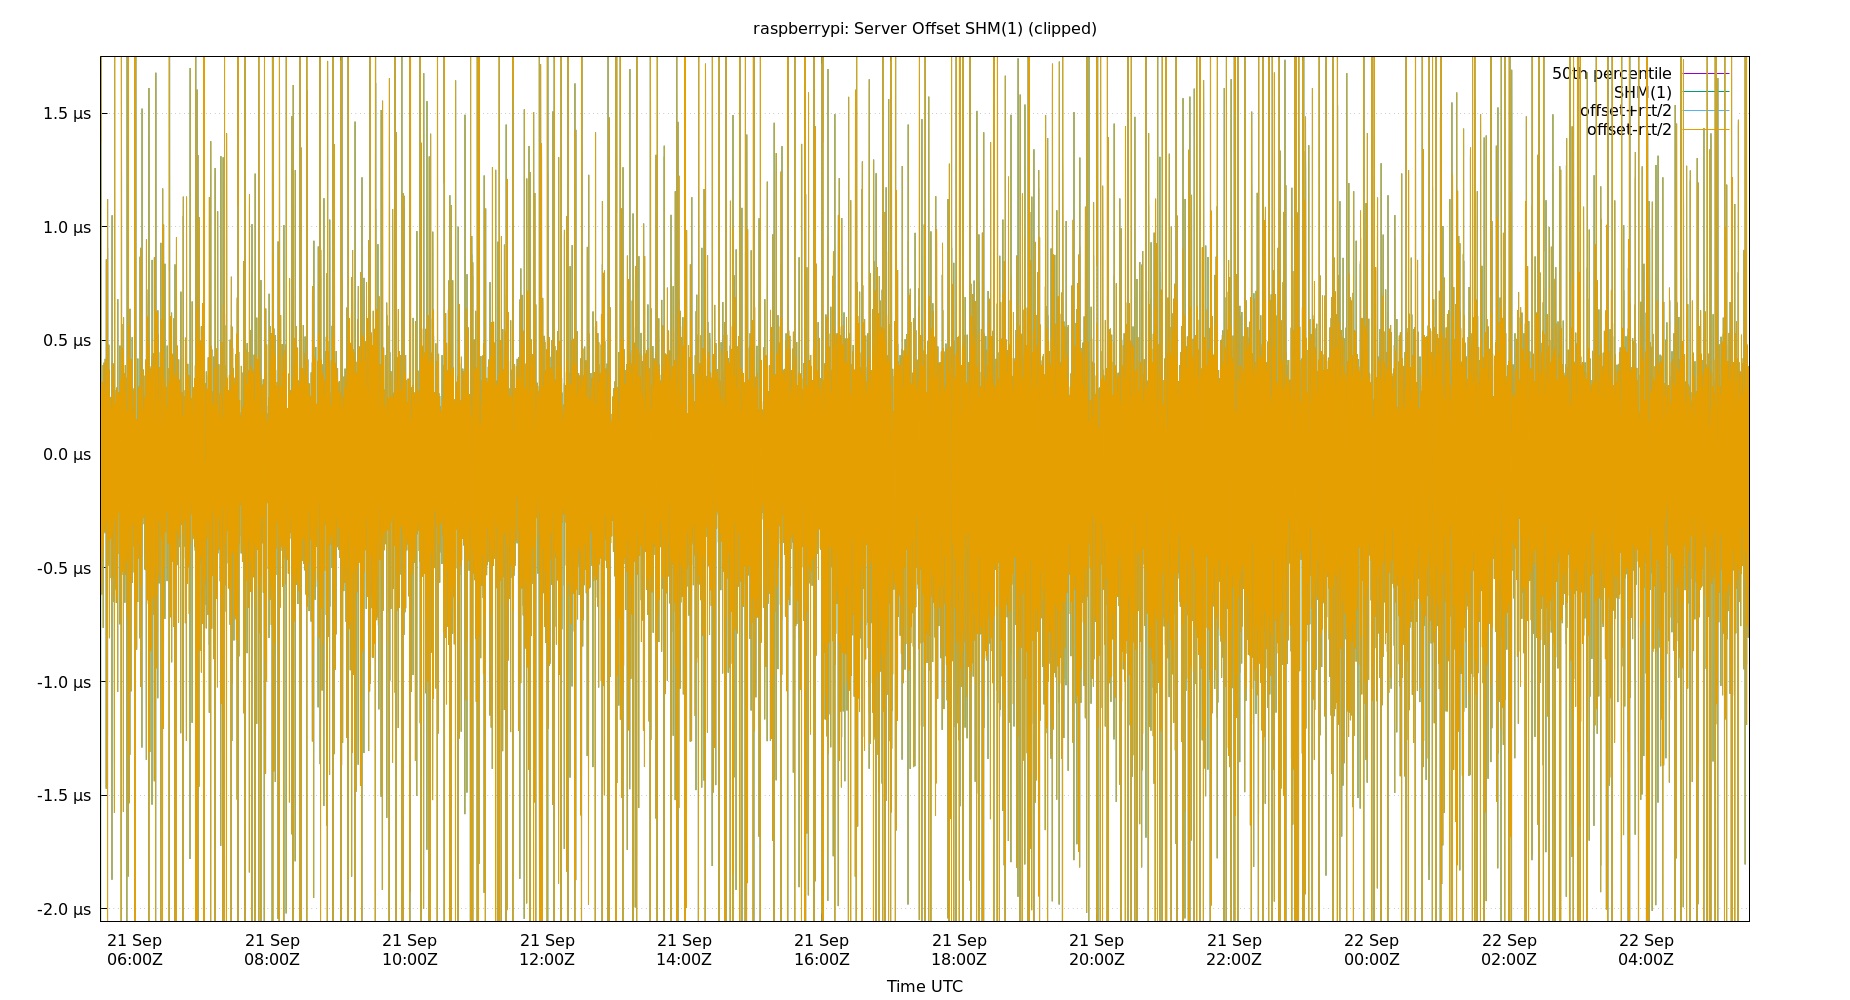 raspberrypi: Server Offset SHM(1) (clipped)
50th percentile
SHM(1)
offset+rtt/2
offset-rtt/2
1.5 µs
1.0 µs
0.5 µs
0.0 µs
-0.5 µs
-1.0 µs
-1.5 µs
-2.0 µs
21 Sep 21 Sep 21 Sep 21 Sep 21 Sep 21 Sep 21 Sep 21 Sep 21 Sep 22 Sep 22 Sep 22 Sep
06:00Z 08:00Z 10:00Z 12:00Z 14:00Z 16:00Z 18:00Z 20:00Z 22:00Z 00:00Z 02:00Z 04:00Z
Time UTC